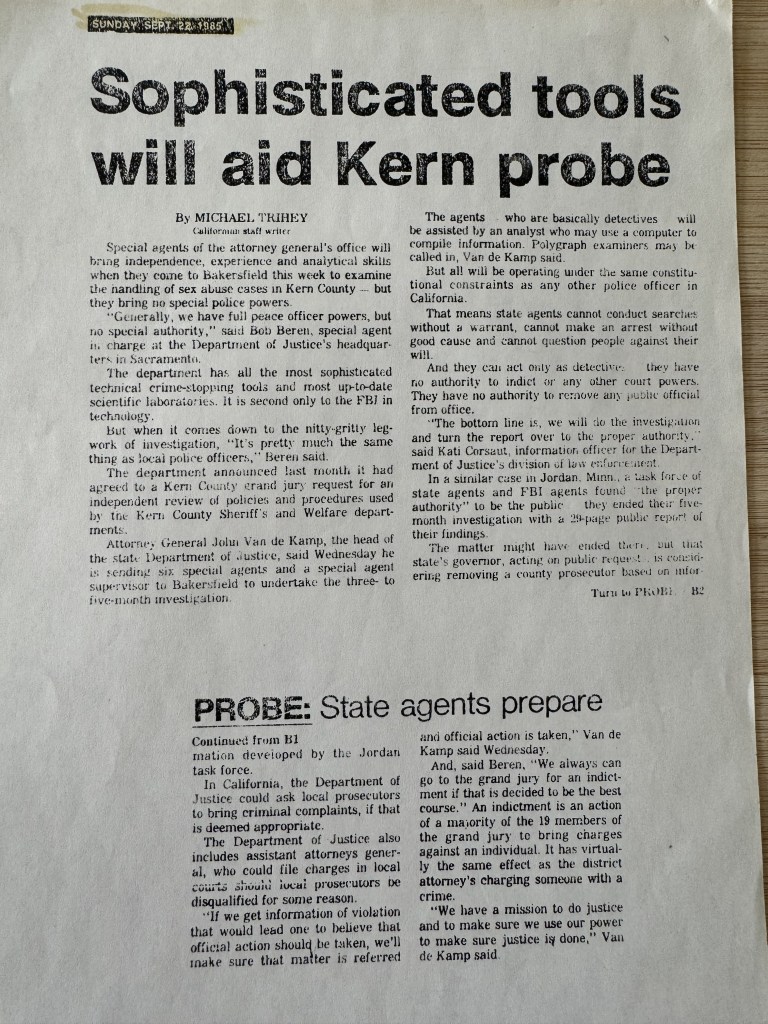 SUNDAY, SEPT. 22, 1985
Sophisticated tools
will aid Kern probe
By MICHAEL TRIHEY
Californian staff writer
Special agents of the attorney general's office will
bring independence, experience and analytical skills
when they come to Bakersfield this week to examine
the handling of sex abuse cases in Kern County — but
they bring no special police powers.
"Generally, we have full peace officer powers, but
no special authority," said Bob Beren, special agent
in charge at the Department of Justice's headquar-
ters in Sacramento.
The department has all the most sophisticated
technical crime-stopping tools and most up-to-date
scientific laboratories. It is second only to the FBI in
technology.
But when it comes down to the nitty-gritty leg-
work of investigation, "It's pretty much the same
thing as local police officers," Beren said.
The department announced last month it had
agreed to a Kern County grand jury request for an
independent review of policies and procedures used
by the Kern County Sheriff's and Welfare depart-
ments.
Attorney General John Van de Kamp, the head of
the state Department of Justice, said Wednesday he
is sending six special agents and a special agent
supervisor to Bakersfield to undertake the three- to
five-month investigation.
The agents who are basically detectives will
be assisted by an analyst who may use a computer to
compile information. Polygraph examiners may be
called in, Van de Kamp said.
But all will be operating under the same constitu-
tional constraints as any other police officer in
California.
That means state agents cannot conduct searches
without a warrant, cannot make an arrest without
good cause and cannot question people against their
will.
And they can act only as detectives they have
no authority to indict or any other court powers.
They have no authority to remove any public official
from office.
"The bottom line is, we will do the investigation
and turn the report over to the proper authority,"
said Kati Corsaut, information officer for the Depart-
ment of Justice's division of law enforcement.
In a similar case in Jordan, Minn., a task force of
state agents and FBI agents found "the proper
authority" to be the public they ended their five-
month investigation with a 29-page public report of
their findings.
The matter might have ended there, but that
state's governor, acting on public request, is consid-
ering removing a county prosecutor based on infor-
Turn to PROBE B2
PROBE: State agents prepare
Continued from B1
mation developed by the Jordan
task force.
In California, the Department of
Justice could ask local prosecutors
to bring criminal complaints, if that
is deemed appropriate.
The Department of Justice also
includes assistant attorneys gener-
al, who could file charges in local
courts should local prosecutors be
disqualified for some reason.
"If we get information of violation
that would lead one to believe that
official action should be taken, we'll
make sure that matter is referred
and official action is taken," Van de
Kamp said Wednesday.
And, said Beren, "We always can
go to the grand jury for an indict-
ment if that is decided to be the best
course." An indictment is an action
of a majority of the 19 members of
the grand jury to bring charges
against an individual. It has virtual-
ly the same effect as the district
attorney's charging someone with a
crime.
"We have a mission to do justice
and to make sure we use our power
to make sure justice is done," Van
de Kamp said.